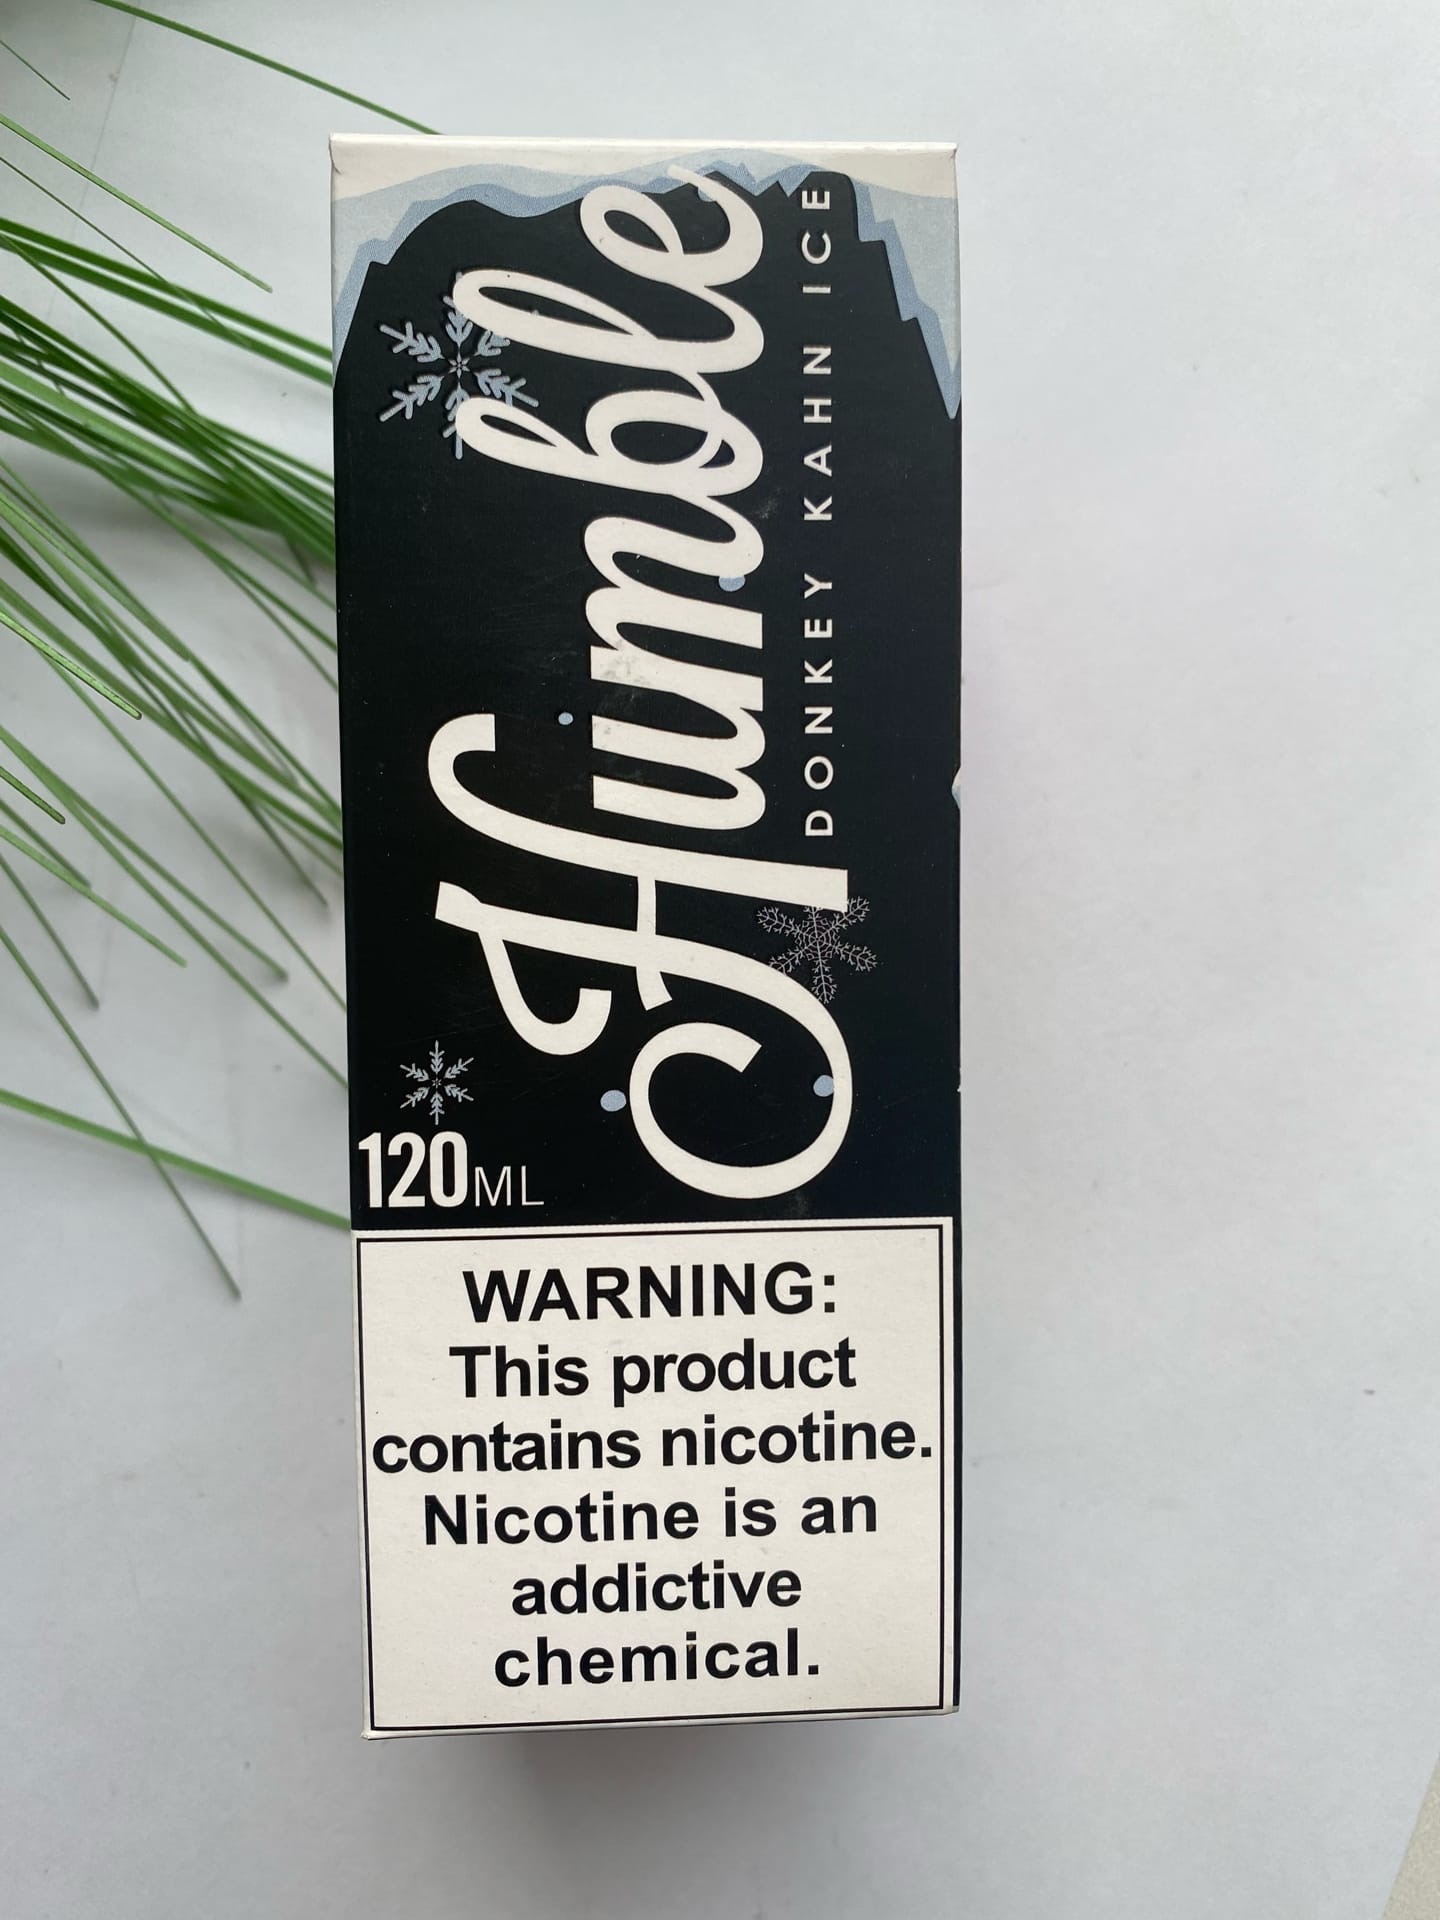 Humble
DONKEY KAHN ICE
120ML
WARNING:
This product
contains nicotine.
Nicotine is an
addictive
chemical.